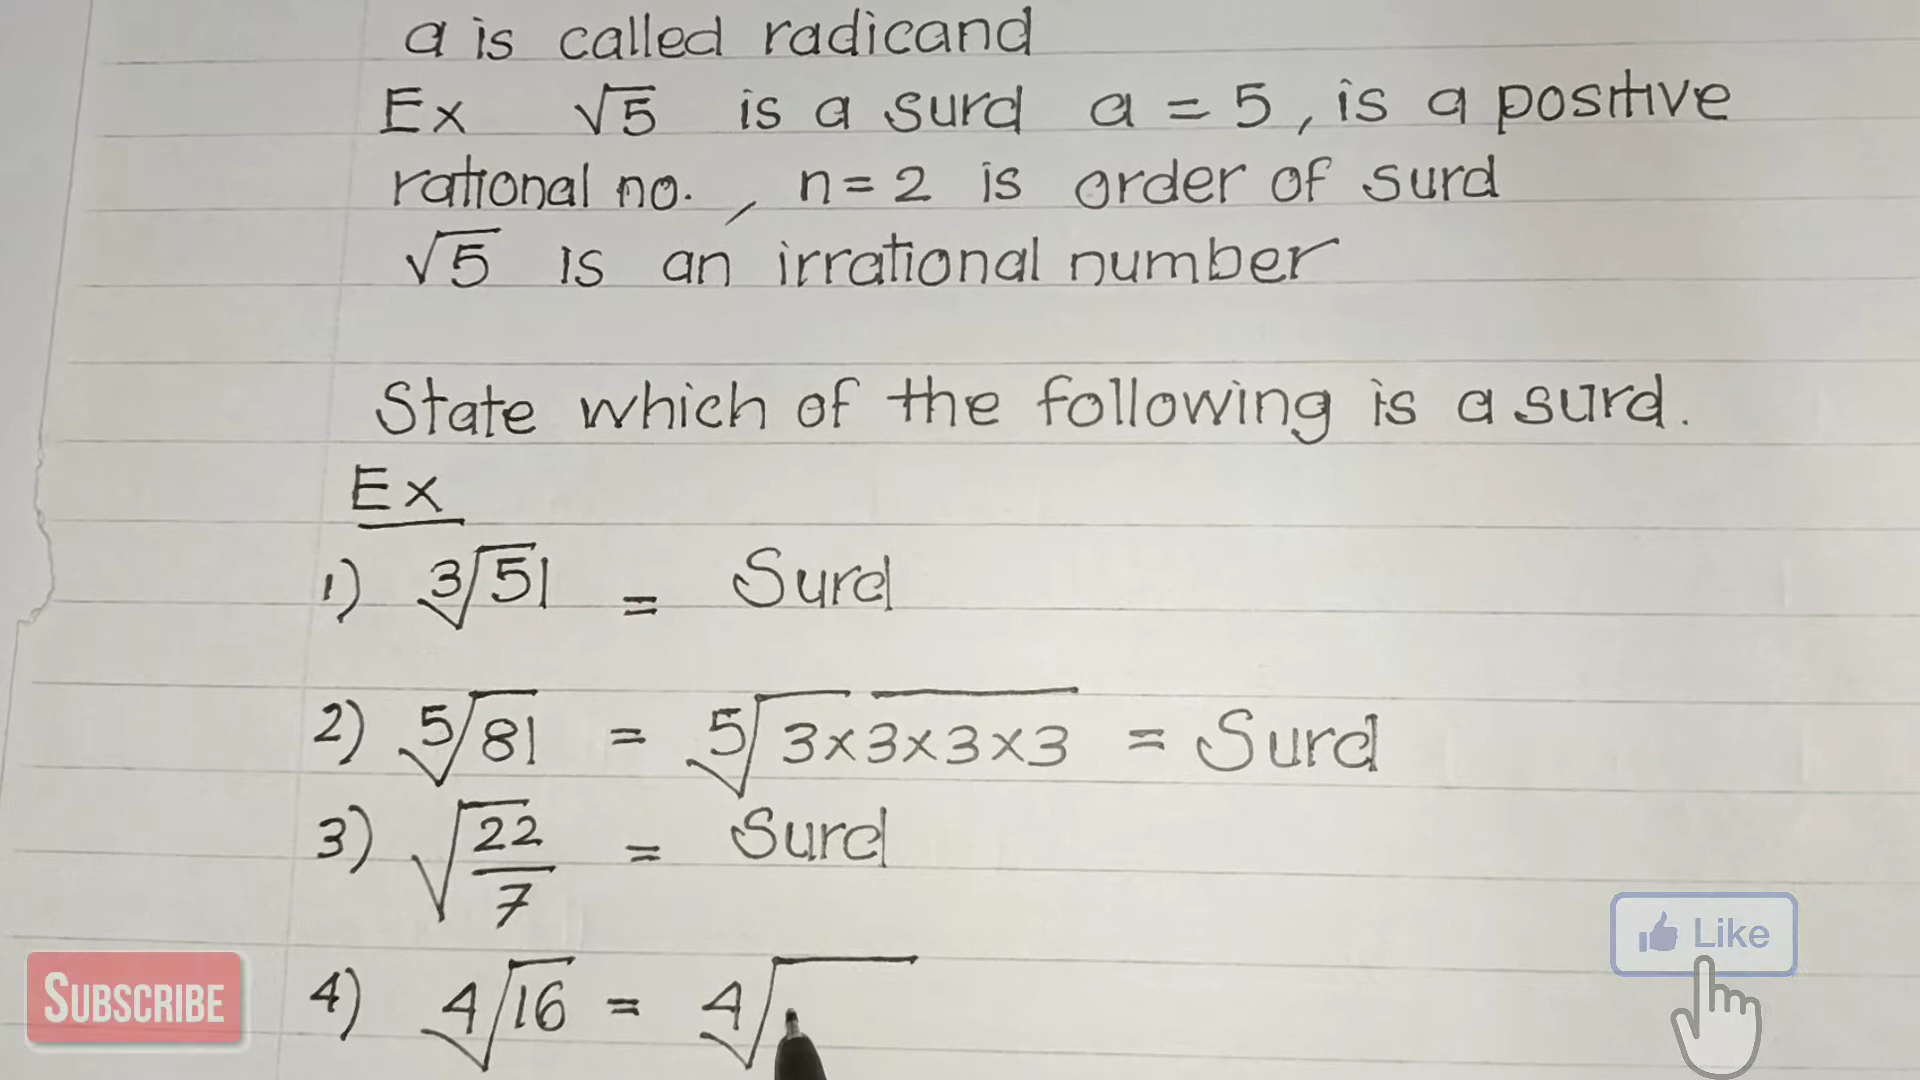 a is called radicand
Ex √5 is a surd a = 5, is a positive
rational no., n=2 is order of surd
√5 is an irrational number
State which of the following is a surd.
Ex
1) ∛51 = Surd
2) ⁵√81 = ⁵√3×3×3×3 = Surd
3) √22/7 = Surd
4) ∜16 = ∜
SUBSCRIBE
Like